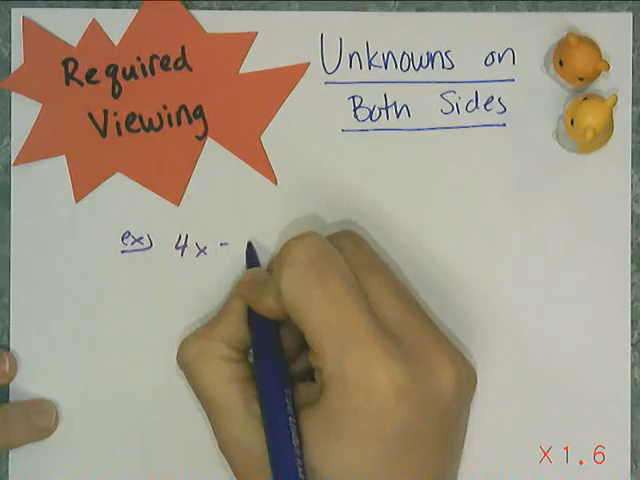 Required
Viewing
Unknowns on
Both Sides
ex) 4x -
X1.6